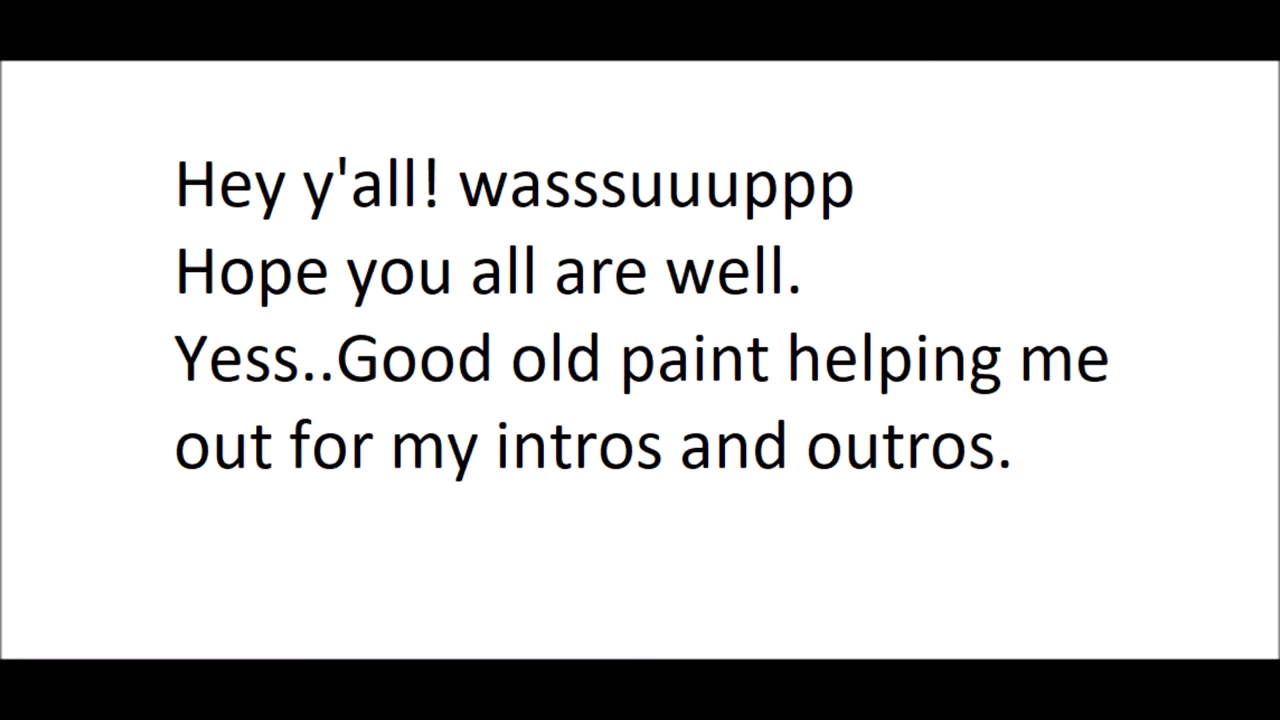 Hey y'all! wasssuuuppp
Hope you all are well.
Yess..Good old paint helping me
out for my intros and outros.